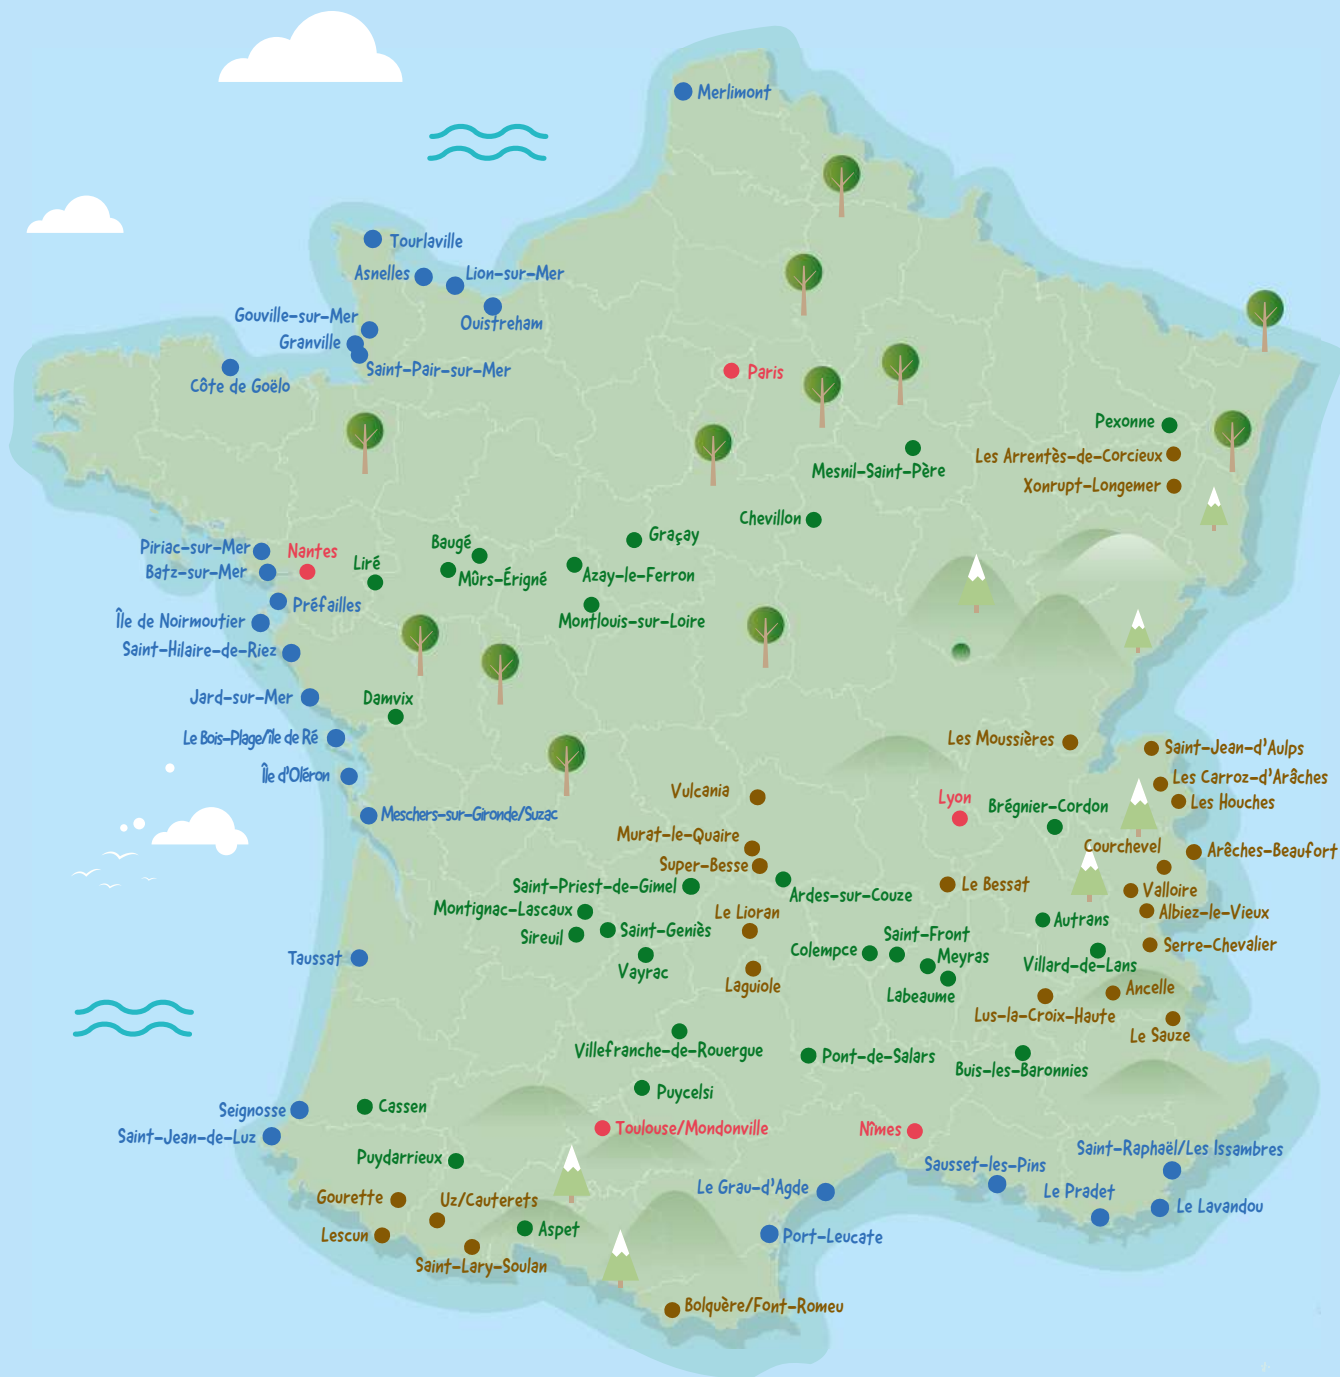 Merlimont
Tourlaville
Asnelles
Lion-sur-Mer
Gouville-sur-Mer
Ouistreham
Granville
Saint-Pair-sur-Mer
Côte de Goëlo
Paris
Pexonne
Les Arrentès-de-Corcieux
Mesnil-Saint-Père
Xonrupt-Longemer
Chevillon
Graçay
Baugé
Piriac-sur-Mer
Nantes
Liré
Batz-sur-Mer
Mûrs-Érigné
Azay-le-Ferron
Préfailles
Île de Noirmoutier
Montlouis-sur-Loire
Saint-Hilaire-de-Riez
Jard-sur-Mer
Damvix
Le Bois-Plage/île de Ré
Les Moussières
Saint-Jean-d'Aulps
Île d'Oléron
Les Carroz-d'Arâches
Vulcania
Lyon
Brégnier-Cordon
Les Houches
Meschers-sur-Gironde/Suzac
Murat-le-Quaire
Courchevel
Arêches-Beaufort
Super-Besse
Saint-Priest-de-Gimel
Ardes-sur-Couze
Le Bessat
Valloire
Montignac-Lascaux
Le Lioran
Autrans
Albiez-le-Vieux
Sireuil
Saint-Geniès
Saint-Front
Serre-Chevalier
Colempce
Meyras
Taussat
Vayrac
Villard-de-Lans
Laguiole
Labeaume
Ancelle
Lus-la-Croix-Haute
Le Sauze
Villefranche-de-Rouergue
Pont-de-Salars
Buis-les-Baronnies
Puycelsi
Seignosse
Cassen
Saint-Jean-de-Luz
Toulouse/Mondonville
Nîmes
Puydarrieux
Saint-Raphaël/Les Issambres
Sausset-les-Pins
Gourette
Uz/Cauterets
Le Grau-d'Agde
Le Pradet
Le Lavandou
Lescun
Aspet
Port-Leucate
Saint-Lary-Soulan
Bolquère/Font-Romeu